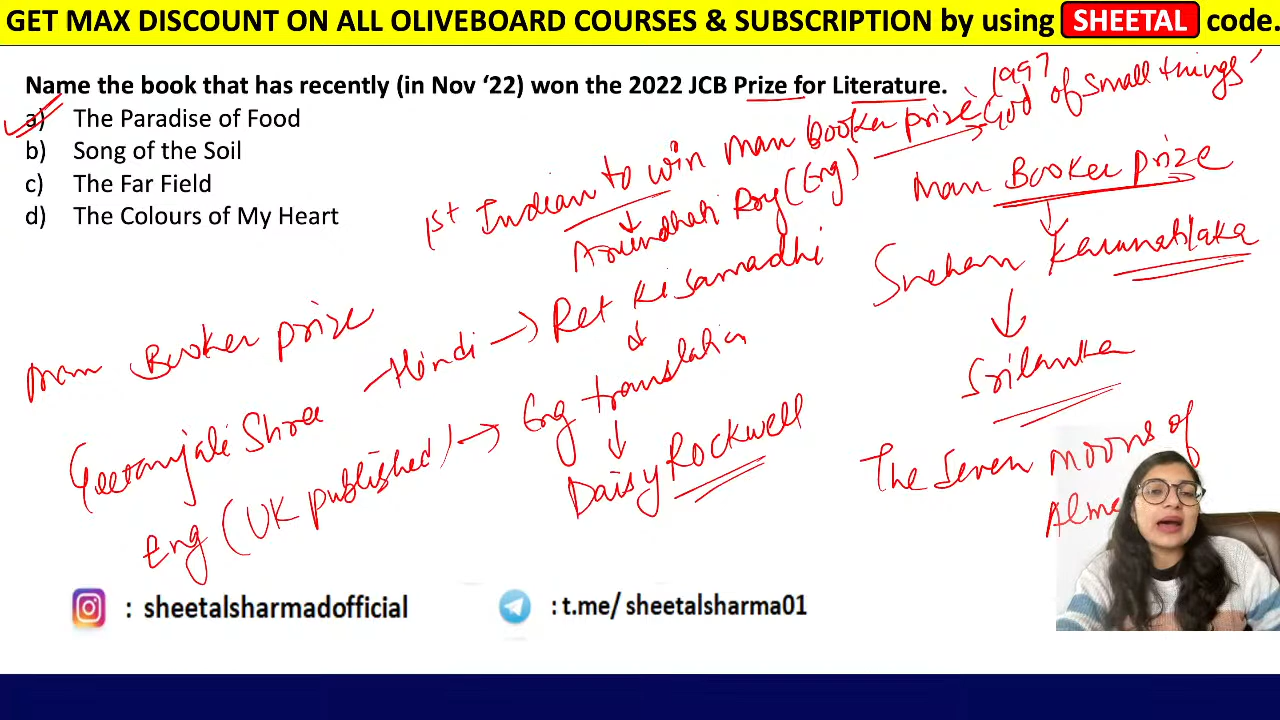 GET MAX DISCOUNT ON ALL OLIVEBOARD COURSES & SUBSCRIPTION by using SHEETAL code.
Name the book that has recently (in Nov ‘22) won the 2022 JCB Prize for Literature.
a) The Paradise of Food
b) Song of the Soil
c) The Far Field
d) The Colours of My Heart
1997
1st Indian to win Man Booker prize God of Small things
Arundhati Roy (Eng)
Man Booker prize
Karunatilaka
Srilanka
The Seven Moons of
Man Booker prize
Geetanjali Shree - Hindi → Ret ki Samadhi
Eng (UK published) → Eng translation
Daisy Rockwell
: sheetalsharmadofficial
: t.me/ sheetalsharma01